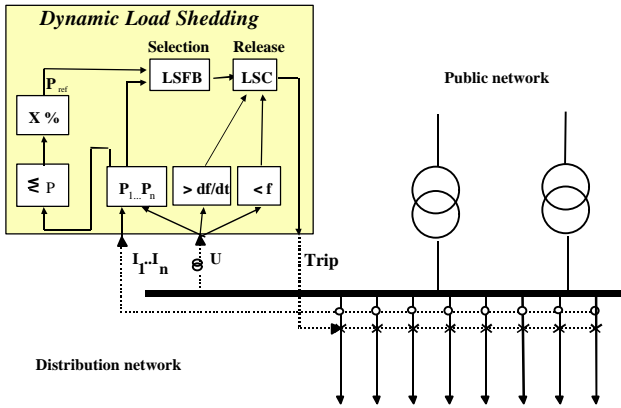 Dynamic Load Shedding
Selection Release
LSFB
LSC
Public network
P ref
X %
P
P1... Pn
> df/dt
< f
I1..In
U
Trip
Distribution network